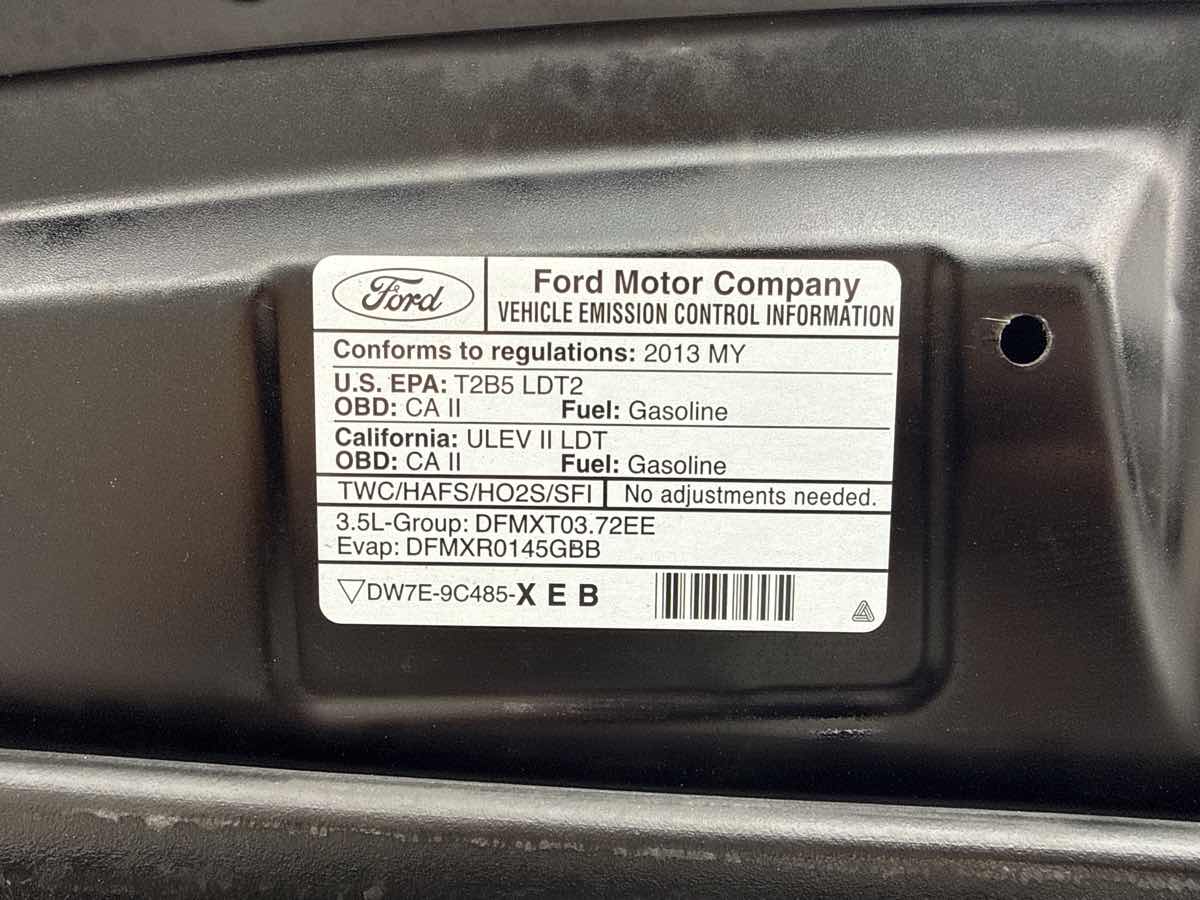 Ford
Ford Motor Company
VEHICLE EMISSION CONTROL INFORMATION
Conforms to regulations: 2013 MY
U.S. EPA: T2B5 LDT2
OBD: CA II Fuel: Gasoline
California: ULEV II LDT
OBD: CA II Fuel: Gasoline
TWC/HAFS/HO2S/SFI No adjustments needed.
3.5L-Group: DFMXT03.72EE
Evap: DFMXR0145GBB
DW7E-9C485-X E B